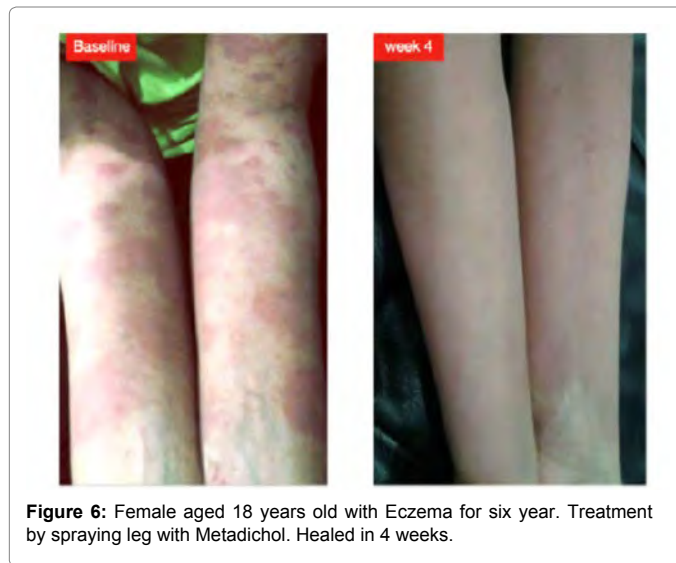 Baseline
week 4
Figure 6: Female aged 18 years old with Eczema for six year. Treatment
by spraying leg with Metadichol. Healed in 4 weeks.